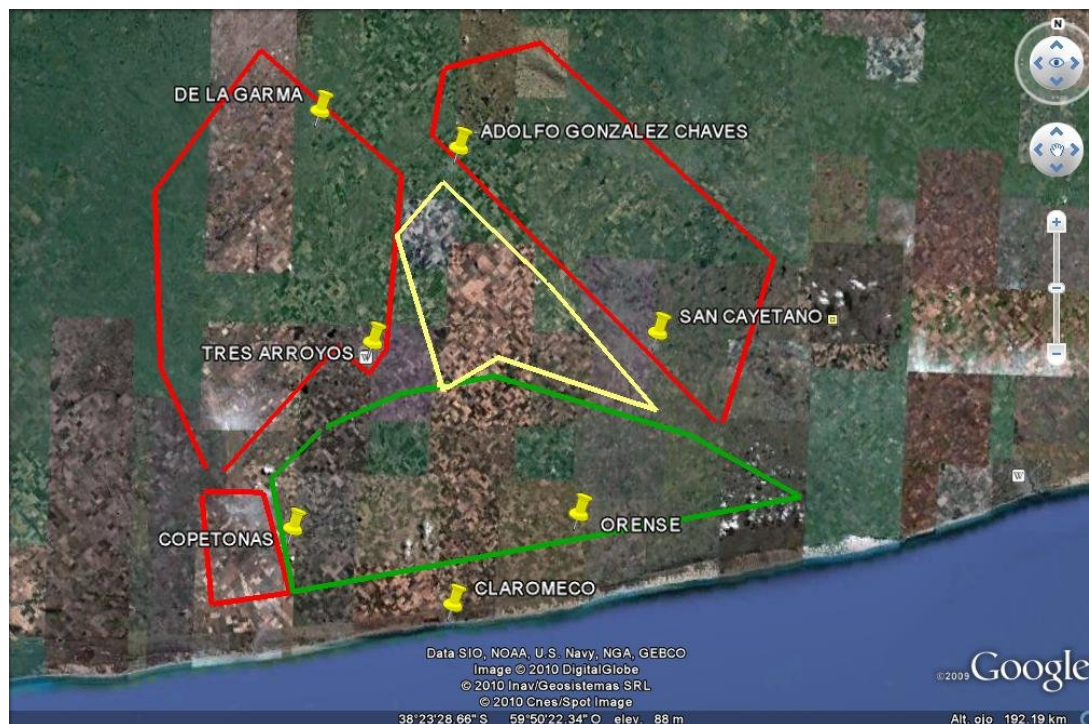 N
DE LA GARMA
ADOLFO GONZALEZ CHAVES
SAN CAYETANO
TRES ARROYOS
W
W
COPETONAS
ORENSE
CLAROMECO
Data SIO, NOAA, U.S. Navy, NGA, GEBCO
Image © 2010 DigitalGlobe
© 2010 Inav/Geosistemas SRL
© 2010 Cnes/Spot Image
©2009 Google
38°23'28.66" S 59°50'22.34" O elev. 88 m
Alt. ojo 192.19 km